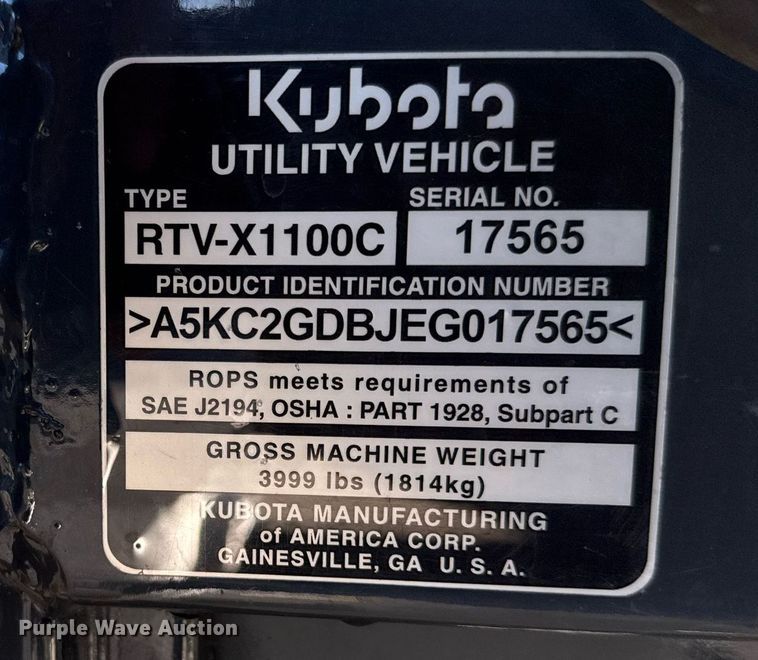 Kubota
UTILITY VEHICLE
TYPE SERIAL NO.
RTV-X1100C 17565
PRODUCT IDENTIFICATION NUMBER
>A5KC2GDBJEG017565<
ROPS meets requirements of
SAE J2194, OSHA : PART 1928, Subpart C
GROSS MACHINE WEIGHT
3999 lbs (1814kg)
KUBOTA MANUFACTURING
of AMERICA CORP.
GAINESVILLE, GA U. S. A.
Purple Wave Auction